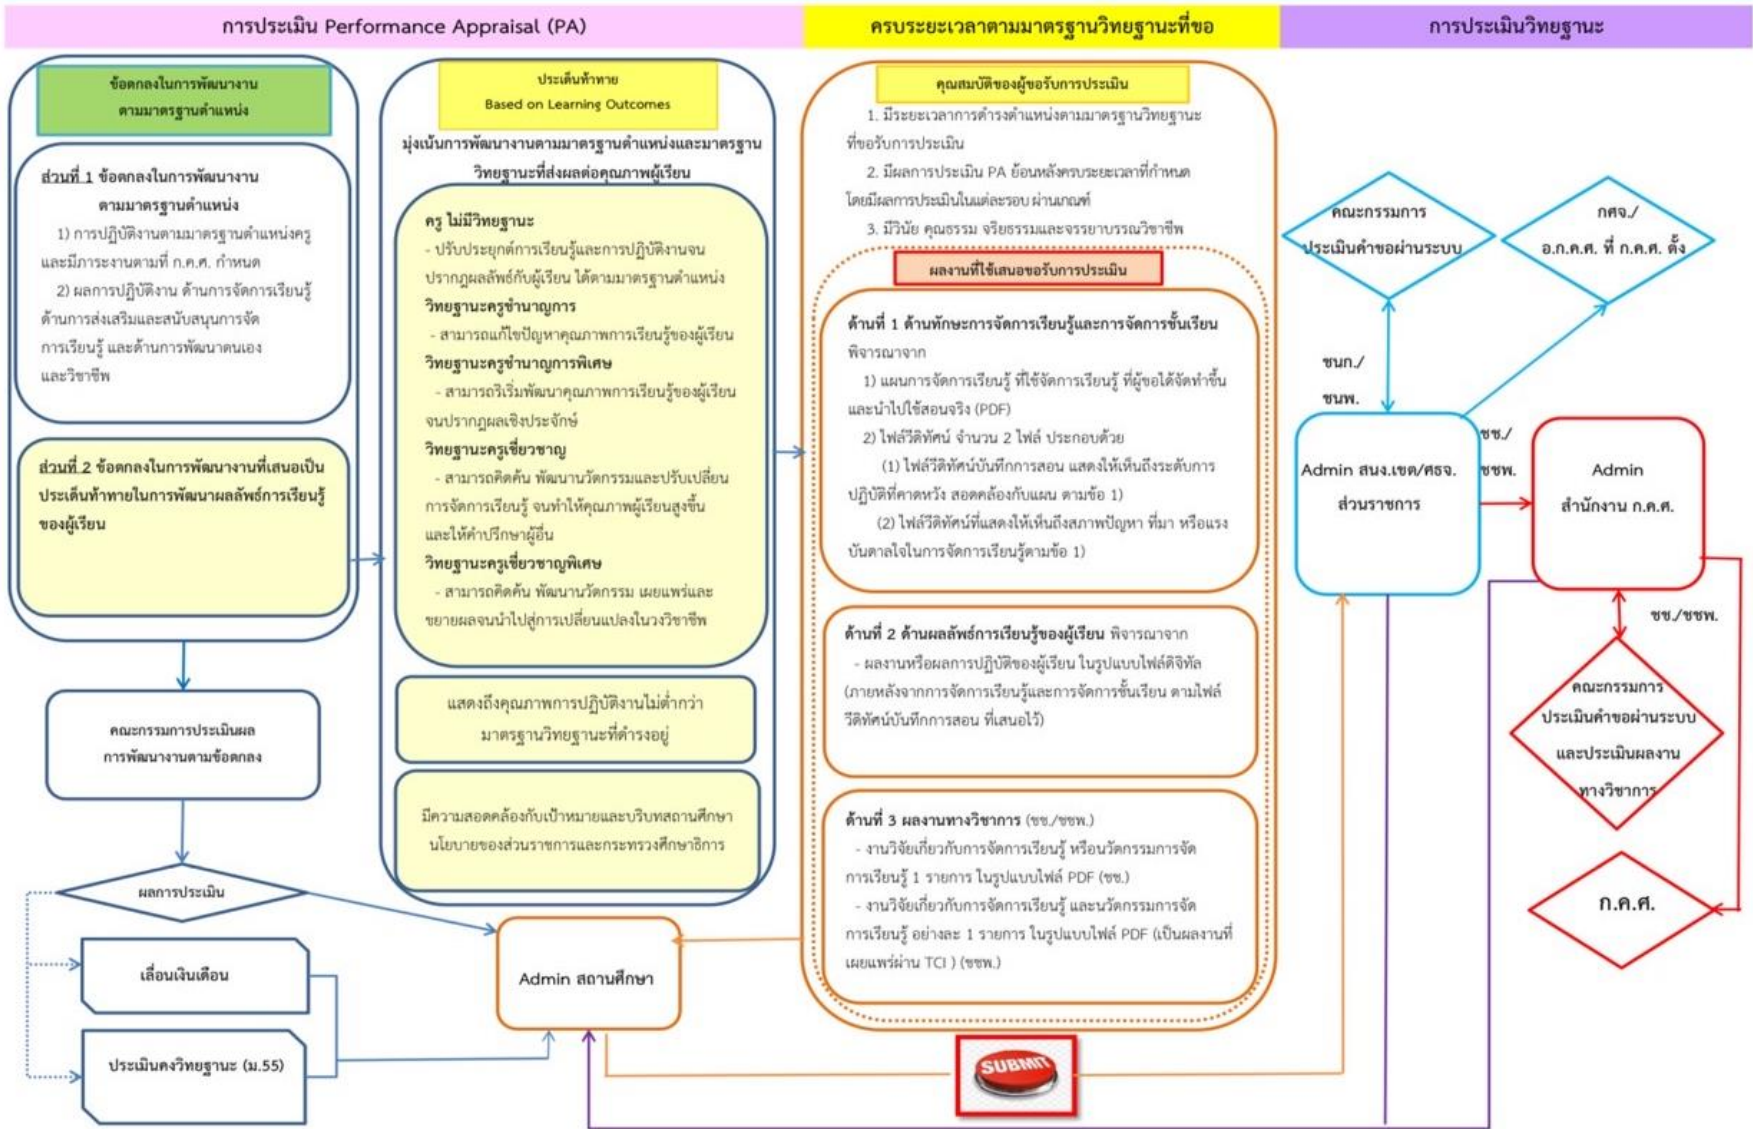 การประเมิน Performance Appraisal (PA)
ครบระยะเวลาตามมาตรฐานวิทยฐานะที่ขอ
การประเมินวิทยฐานะ
ข้อตกลงในการพัฒนางาน
ตามมาตรฐานตำแหน่ง
ส่วนที่ 1 ข้อตกลงในการพัฒนางาน
ตามมาตรฐานตำแหน่ง
1) การปฏิบัติงานตามมาตรฐานตำแหน่งครู
และมีภาระงานตามที่ ก.ค.ศ. กำหนด
2) ผลการปฏิบัติงาน ด้านการจัดการเรียนรู้
ด้านการส่งเสริมและสนับสนุนการจัด
การเรียนรู้ และด้านการพัฒนาตนเอง
และวิชาชีพ
ส่วนที่ 2 ข้อตกลงในการพัฒนางานที่เสนอเป็น
ประเด็นท้าทายในการพัฒนาผลลัพธ์การเรียนรู้
ของผู้เรียน
คณะกรรมการประเมินผล
การพัฒนางานตามข้อตกลง
ผลการประเมิน
เลื่อนเงินเดือน
ประเมินคงวิทยฐานะ (ม.55)
ประเด็นท้าทาย
Based on Learning Outcomes
มุ่งเน้นการพัฒนางานตามมาตรฐานตำแหน่งและมาตรฐาน
วิทยฐานะที่ส่งผลต่อคุณภาพผู้เรียน
ครู ไม่มีวิทยฐานะ
- ปรับประยุกต์การเรียนรู้และการปฏิบัติงานจน
ปรากฏผลลัพธ์กับผู้เรียน ได้ตามมาตรฐานตำแหน่ง
วิทยฐานะครูชำนาญการ
- สามารถแก้ไขปัญหาคุณภาพการเรียนรู้ของผู้เรียน
วิทยฐานะครูชำนาญการพิเศษ
- สามารถริเริ่มพัฒนาคุณภาพการเรียนรู้ของผู้เรียน
จนปรากฏผลเชิงประจักษ์
วิทยฐานะครูเชี่ยวชาญ
- สามารถคิดค้น พัฒนานวัตกรรมและปรับเปลี่ยน
การจัดการเรียนรู้ จนทำให้คุณภาพผู้เรียนสูงขึ้น
และให้คำปรึกษาผู้อื่น
วิทยฐานะครูเชี่ยวชาญพิเศษ
- สามารถคิดค้น พัฒนานวัตกรรม เผยแพร่และ
ขยายผลจนนำไปสู่การเปลี่ยนแปลงในวงวิชาชีพ
แสดงถึงคุณภาพการปฏิบัติงานไม่ต่ำกว่า
มาตรฐานวิทยฐานะที่ดำรงอยู่
มีความสอดคล้องกับเป้าหมายและบริบทสถานศึกษา
นโยบายของส่วนราชการและกระทรวงศึกษาธิการ
Admin สถานศึกษา
คุณสมบัติของผู้ขอรับการประเมิน
1. มีระยะเวลาการดำรงตำแหน่งตามมาตรฐานวิทยฐานะ
ที่ขอรับการประเมิน
2. มีผลการประเมิน PA ย้อนหลังครบระยะเวลาที่กำหนด
โดยมีผลการประเมินในแต่ละรอบ ผ่านเกณฑ์
3. มีวินัย คุณธรรม จริยธรรมและจรรยาบรรณวิชาชีพ
ผลงานที่ใช้เสนอขอรับการประเมิน
ด้านที่ 1 ด้านทักษะการจัดการเรียนรู้และการจัดการชั้นเรียน
พิจารณาจาก
1) แผนการจัดการเรียนรู้ ที่ใช้จัดการเรียนรู้ ที่ผู้ขอได้จัดทำขึ้น
และนำไปใช้สอนจริง (PDF)
2) ไฟล์วีดิทัศน์ จำนวน 2 ไฟล์ ประกอบด้วย
(1) ไฟล์วีดิทัศน์บันทึกการสอน แสดงให้เห็นถึงระดับการ
ปฏิบัติที่คาดหวัง สอดคล้องกับแผน ตามข้อ 1)
(2) ไฟล์วีดิทัศน์ที่แสดงให้เห็นถึงสภาพปัญหา ที่มา หรือแรง
บันดาลใจในการจัดการเรียนรู้ตามข้อ 1)
ด้านที่ 2 ด้านผลลัพธ์การเรียนรู้ของผู้เรียน พิจารณาจาก
- ผลงานหรือผลการปฏิบัติของผู้เรียน ในรูปแบบไฟล์ดิจิทัล
(ภายหลังจากการจัดการเรียนรู้และการจัดการชั้นเรียน ตามไฟล์
วีดิทัศน์บันทึกการสอน ที่เสนอไว้)
ด้านที่ 3 ผลงานทางวิชาการ (ชช./ชชพ.)
- งานวิจัยเกี่ยวกับการจัดการเรียนรู้ หรือนวัตกรรมการจัด
การเรียนรู้ 1 รายการ ในรูปแบบไฟล์ PDF (ชช.)
- งานวิจัยเกี่ยวกับการจัดการเรียนรู้ และนวัตกรรมการจัด
การเรียนรู้ อย่างละ 1 รายการ ในรูปแบบไฟล์ PDF (เป็นผลงานที่
เผยแพร่ผ่าน TCI ) (ชชพ.)
SUBMIT
คณะกรรมการ
ประเมินคำขอผ่านระบบ
กศจ./
อ.ก.ค.ศ. ที่ ก.ค.ศ. ตั้ง
ชนก./
ชนพ.
Admin สนง.เขต/ศธจ.
ส่วนราชการ
ชช./
ชชพ.
Admin
สำนักงาน ก.ค.ศ.
ชช./ชชพ.
คณะกรรมการ
ประเมินคำขอผ่านระบบ
และประเมินผลงาน
ทางวิชาการ
ก.ค.ศ.